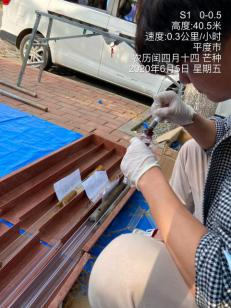 S1 0-0.5
高度:40.5米
速度:0.3公里/小时
平度市
农历闰四月十四 芒种
2020年6月5日 星期五